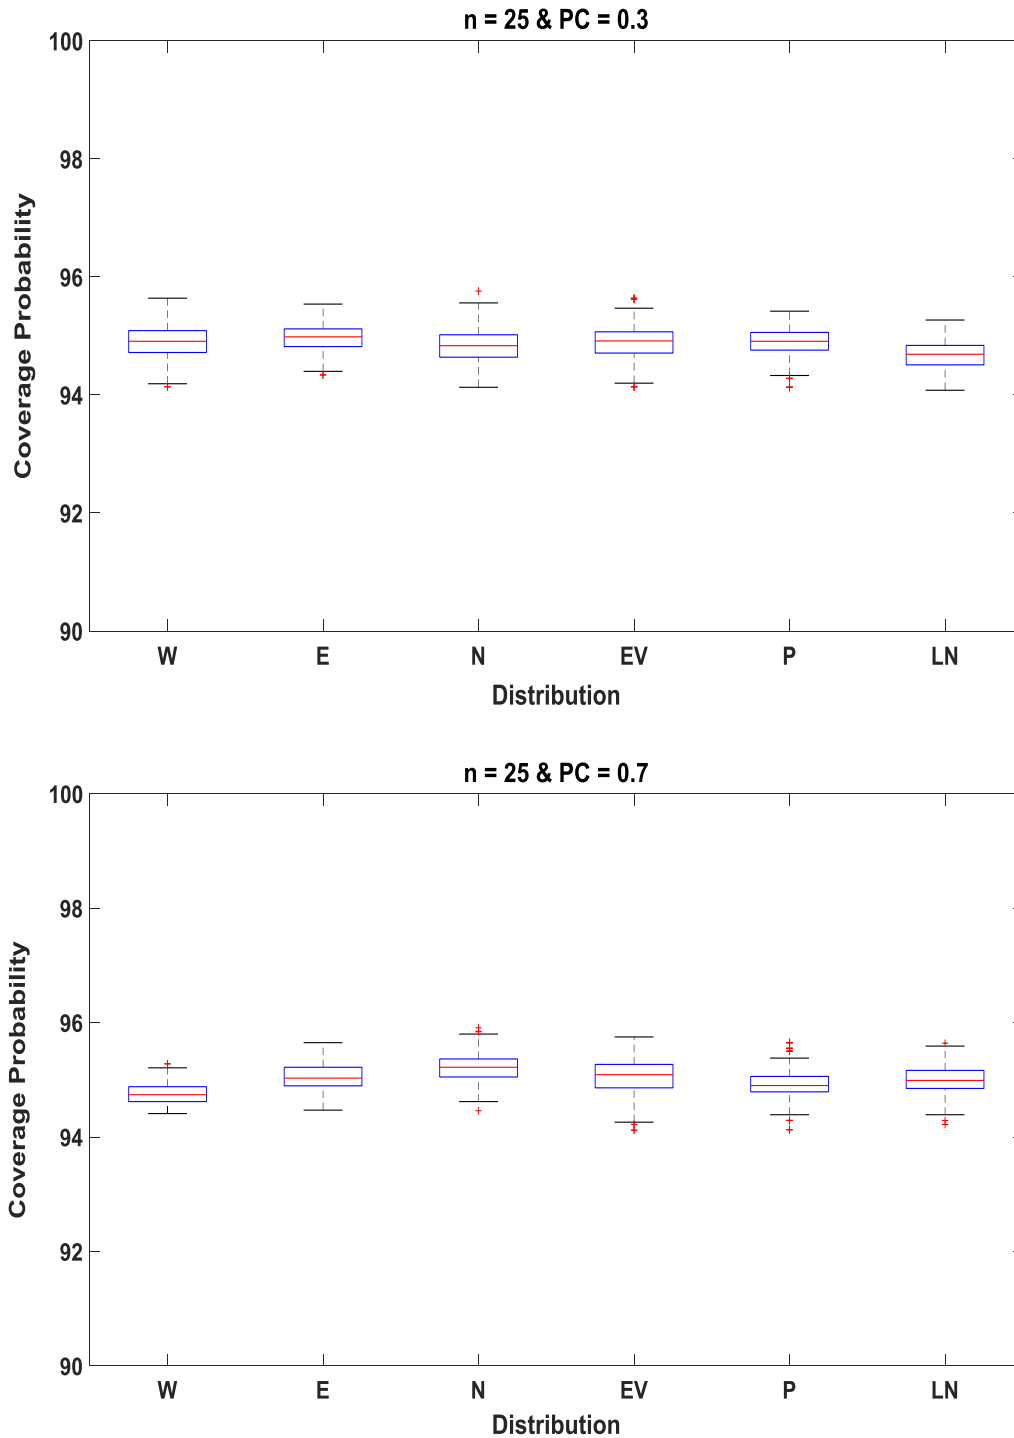 n = 25 & PC = 0.3
100
98
96
94
92
90
Coverage Probability
W E N EV P LN
Distribution
n = 25 & PC = 0.7
100
98
96
94
92
90
Coverage Probability
W E N EV P LN
Distribution